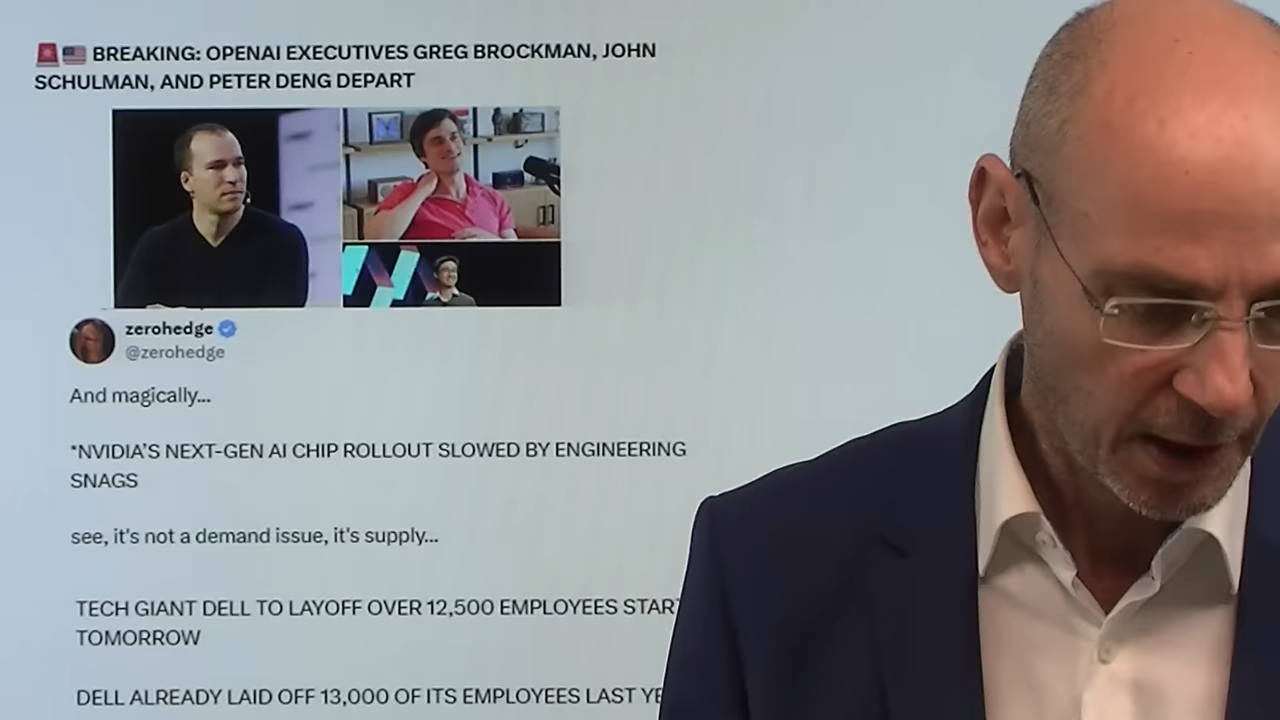 BREAKING: OPENAI EXECUTIVES GREG BROCKMAN, JOHN
SCHULMAN, AND PETER DENG DEPART
zerohedge
@zerohedge
And magically...
*NVIDIA'S NEXT-GEN AI CHIP ROLLOUT SLOWED BY ENGINEERING
SNAGS
see, it's not a demand issue, it's supply...
TECH GIANT DELL TO LAYOFF OVER 12,500 EMPLOYEES STAR
TOMORROW
DELL ALREADY LAID OFF 13,000 OF ITS EMPLOYEES LAST YE